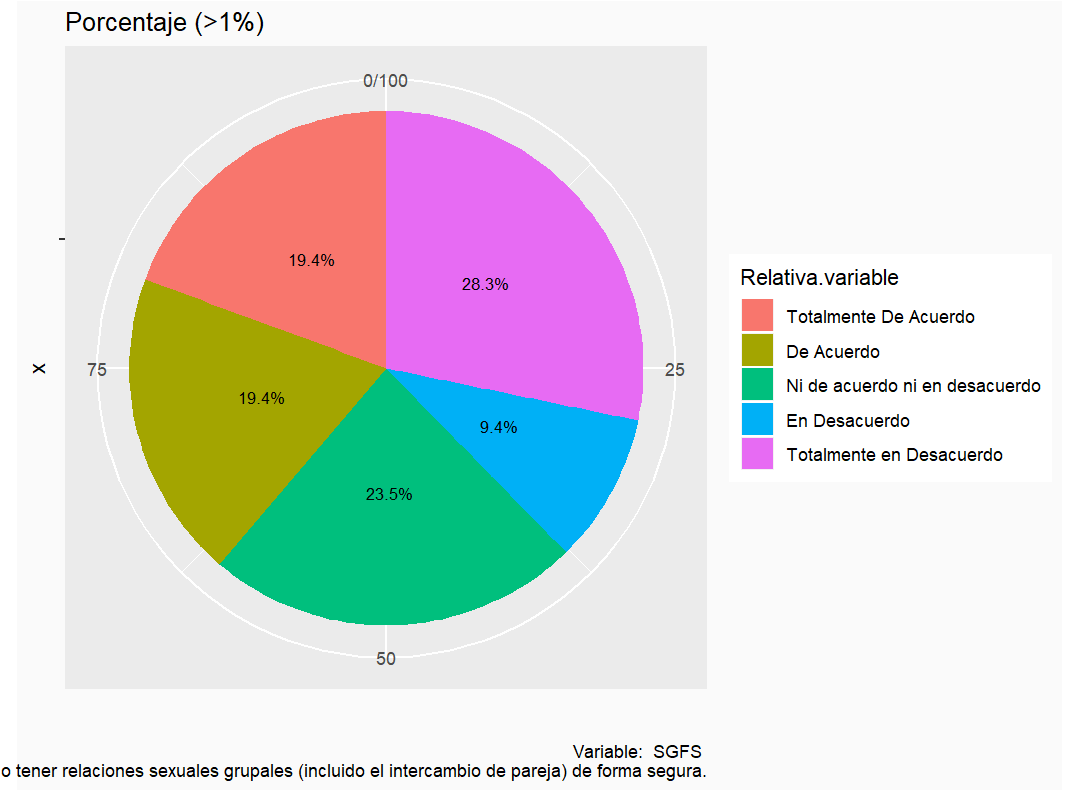 Porcentaje (>1%)
0/100
19.4%
28.3%
Relativa.variable
Totalmente De Acuerdo
De Acuerdo
Ni de acuerdo ni en desacuerdo
En Desacuerdo
Totalmente en Desacuerdo
x
75
25
19.4%
9.4%
23.5%
50
Variable: SGFS
o tener relaciones sexuales grupales (incluido el intercambio de pareja) de forma segura.